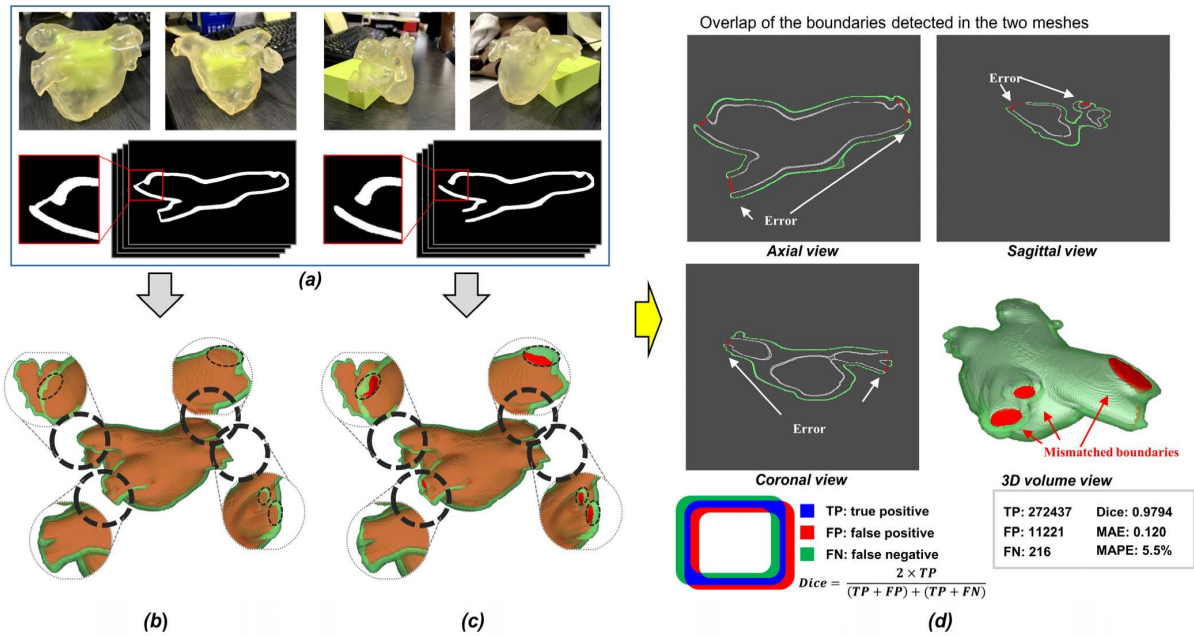 (a)
(b)
(c)
Overlap of the boundaries detected in the two meshes
Error
Axial view
Error
Sagittal view
Error
Coronal view
Mismatched boundaries
3D volume view
TP: true positive
FP: false positive
FN: false negative
Dice = 2 × TP / (TP + FP) + (TP + FN)
TP: 272437 Dice: 0.9794
FP: 11221 MAE: 0.120
FN: 216 MAPE: 5.5%
(d)